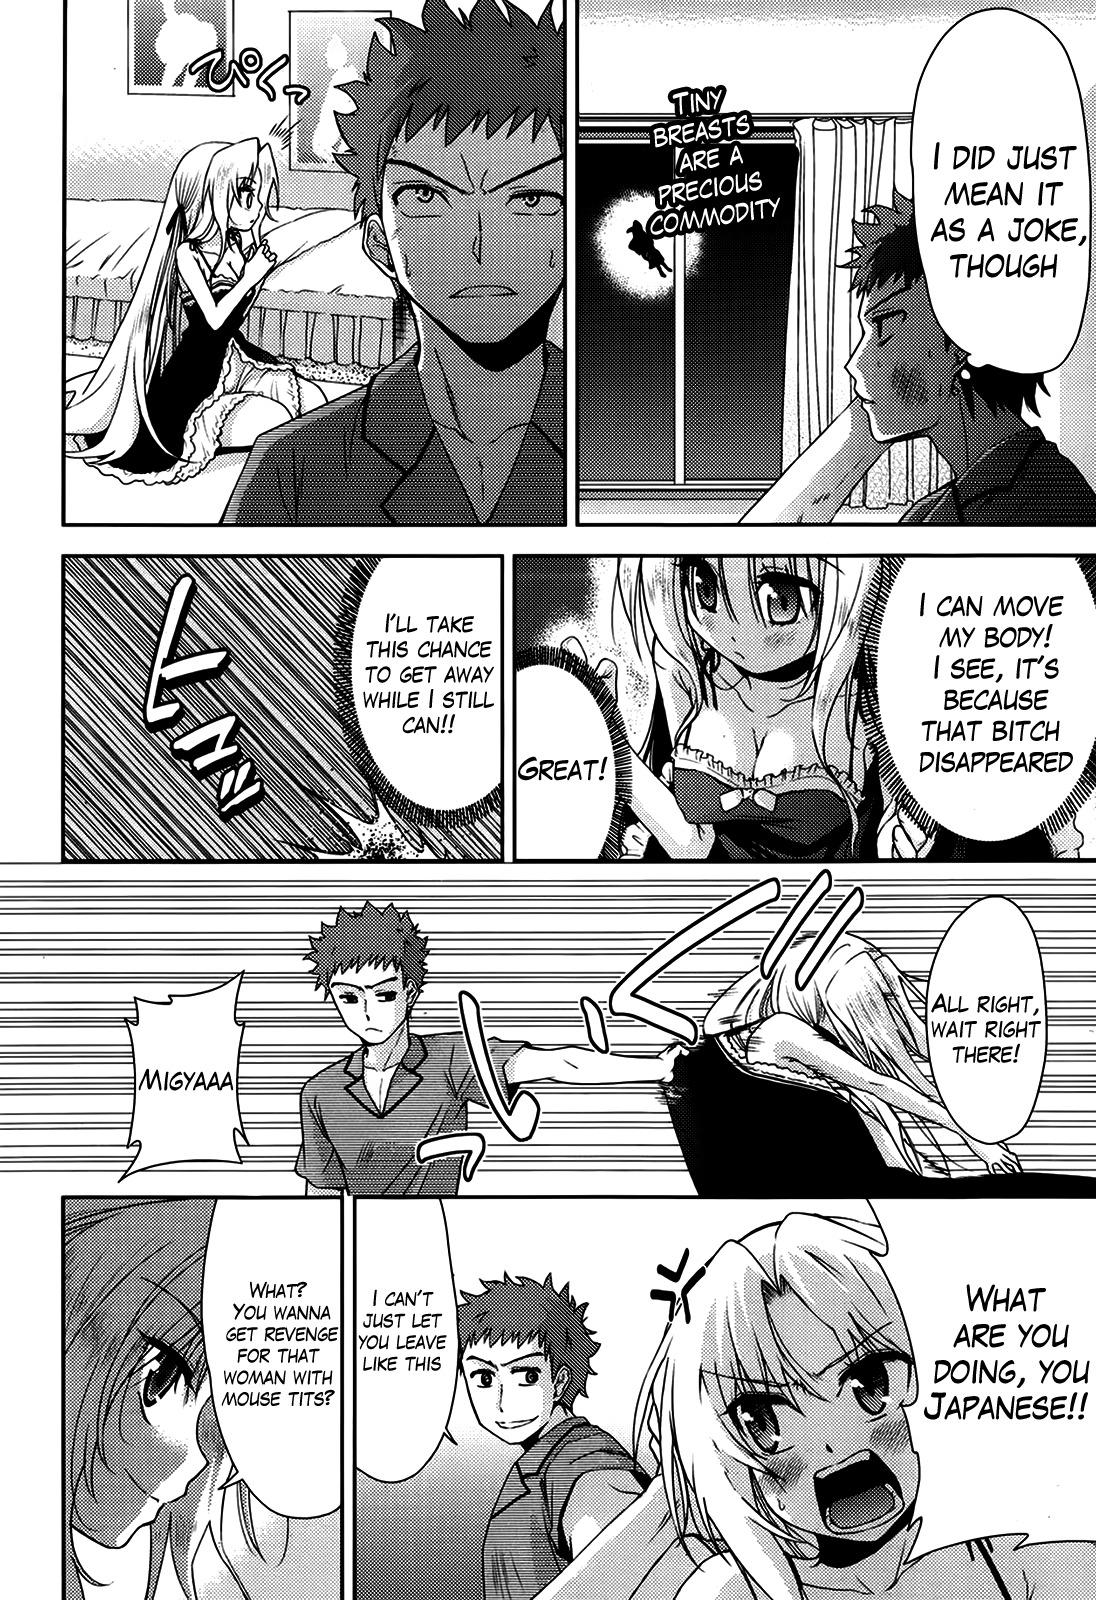 I DID JUST
MEAN IT
AS A JOKE,
THOUGH
TINY
BREASTS
ARE A
PRECIOUS
COMMODITY
ぴくっ
I CAN MOVE
MY BODY!
I SEE, IT'S
BECAUSE
THAT BITCH
DISAPPEARED
GREAT!
I'LL TAKE
THIS CHANCE
TO GET AWAY
WHILE I STILL
CAN!!
ALL RIGHT,
WAIT RIGHT
THERE!
MIGYAAA
WHAT
ARE YOU
DOING, YOU
JAPANESE!!
I CAN'T
JUST LET
YOU LEAVE
LIKE THIS
WHAT?
YOU WANNA
GET REVENGE
FOR THAT
WOMAN WITH
MOUSE TITS?